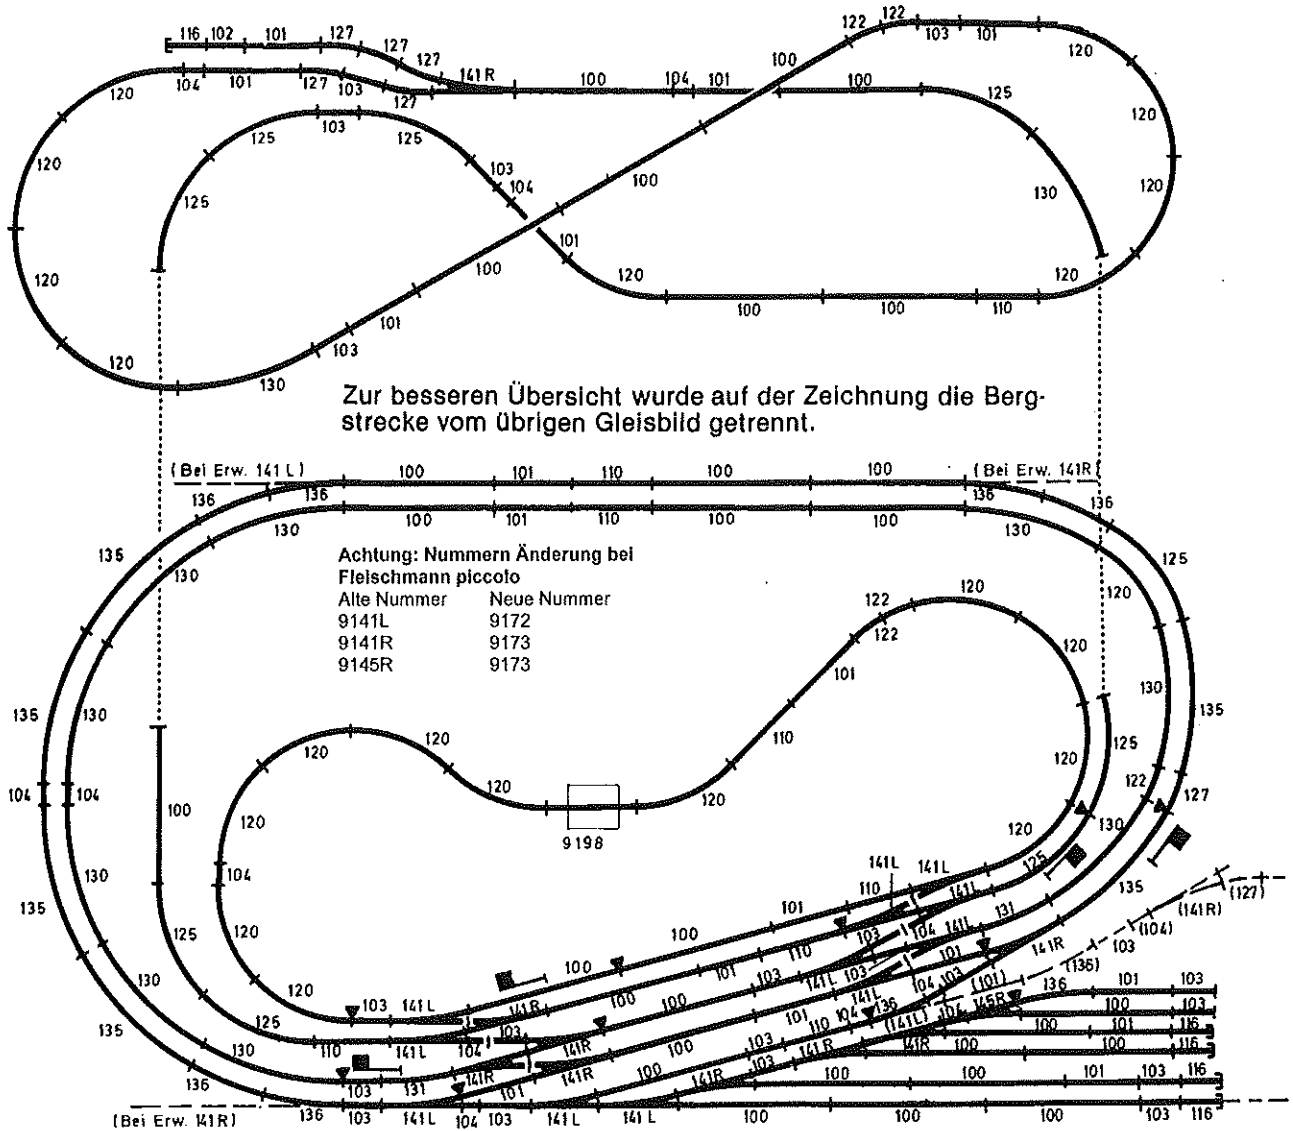 116 102 101 127 127 127 141R 100 104 101 100 100 122 122 103 101 120
104 101 127 103 127
120 125 103 125 103 104
120 125 101 100 100 125 130 120 120
120 120 100 100 110 120
120 130 103 101
Zur besseren Übersicht wurde auf der Zeichnung die Berg-
strecke vom übrigen Gleisbild getrennt.
(Bei Erw. 141L) 100 101 110 100 100 (Bei Erw. 141R)
136 136 136 136
130 100 101 110 100 100 130
135 130 125 120
Achtung: Nummern Änderung bei
Fleischmann piccolo
Alte Nummer Neue Nummer
9141L 9172
9141R 9173
9145R 9173
122 120 122 120
101 110
135 130 130 135
120 120 120 120 120 125 122 127
104 104 100 120 104 120 130 135
9198
141L 141L 110 101 100 125 141L
135 130 125 120 100 101 110 103 104 141L 131
(141R) (127) (104) 103 (136)
120 103 141L 141R 100 100 103 141L 103 101 141R
125 110 141L 104 103 141R 100 101 141L 104 103 (101)
135 130 136 103 131 141R 101 141R 100 103 110 104 136 (141L) 101 145R 136 101 103
100 103
100 101 116
141R 100 100 116
103 141R 100 100 101 103 116
(Bei Erw. 141R) 136 103 141L 104 103 141L 141L 100 100 100 103 116